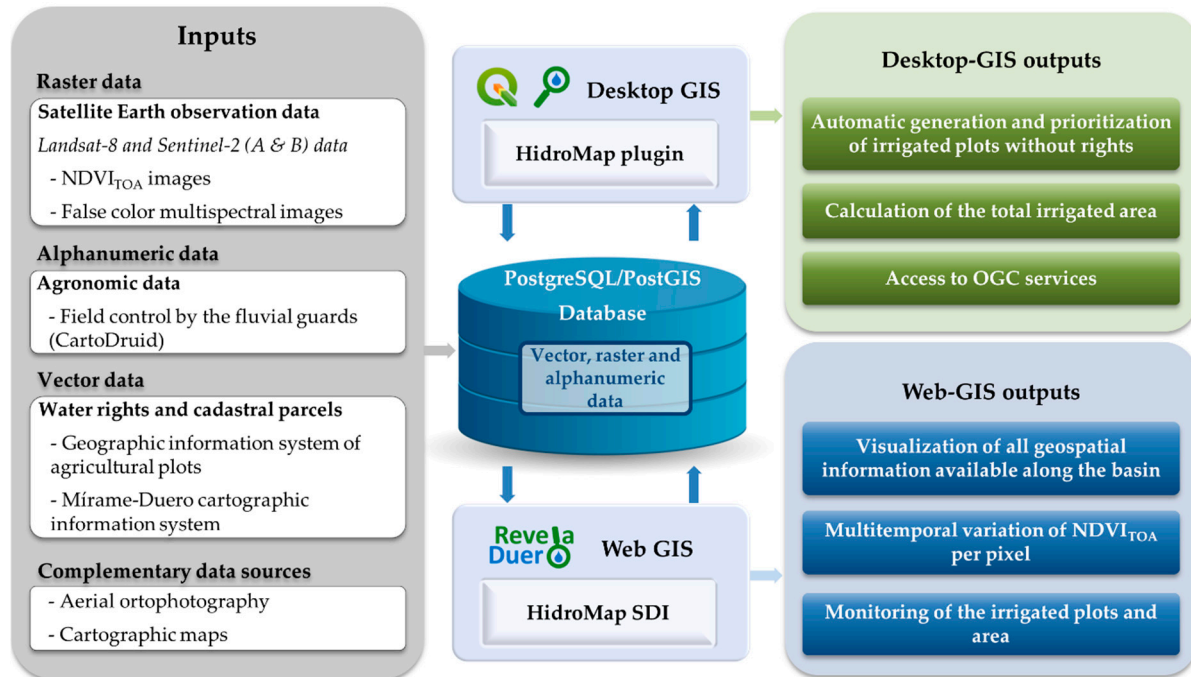 Inputs
Raster data
Satellite Earth observation data
Landsat-8 and Sentinel-2 (A & B) data
- NDVITOA images
- False color multispectral images
Alphanumeric data
Agronomic data
- Field control by the fluvial guards
(CartoDruid)
Vector data
Water rights and cadastral parcels
- Geographic information system of
agricultural plots
- Mírame-Duero cartographic
information system
Complementary data sources
- Aerial ortophotography
- Cartographic maps
Desktop GIS
HidroMap plugin
PostgreSQL/PostGIS
Database
Vector, raster and
alphanumeric
data
Revela
Duero
Web GIS
HidroMap SDI
Desktop-GIS outputs
Automatic generation and prioritization
of irrigated plots without rights
Calculation of the total irrigated area
Access to OGC services
Web-GIS outputs
Visualization of all geospatial
information available along the basin
Multitemporal variation of NDVITOA
per pixel
Monitoring of the irrigated plots and
area